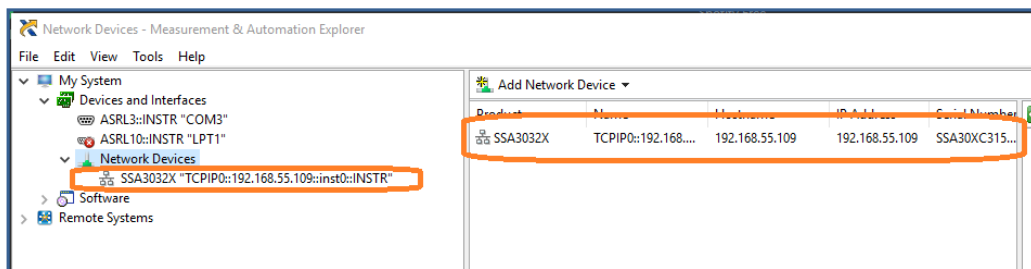 Network Devices - Measurement & Automation Explorer
File Edit View Tools Help
My System
Devices and Interfaces
ASRL3::INSTR "COM3"
ASRL10::INSTR "LPT1"
Network Devices
SSA3032X "TCPIP0::192.168.55.109::inst0::INSTR"
Software
Remote Systems
Add Network Device
Product Name Hostname IP Address Serial Number
SSA3032X TCPIP0::192.168.... 192.168.55.109 192.168.55.109 SSA30XC315...